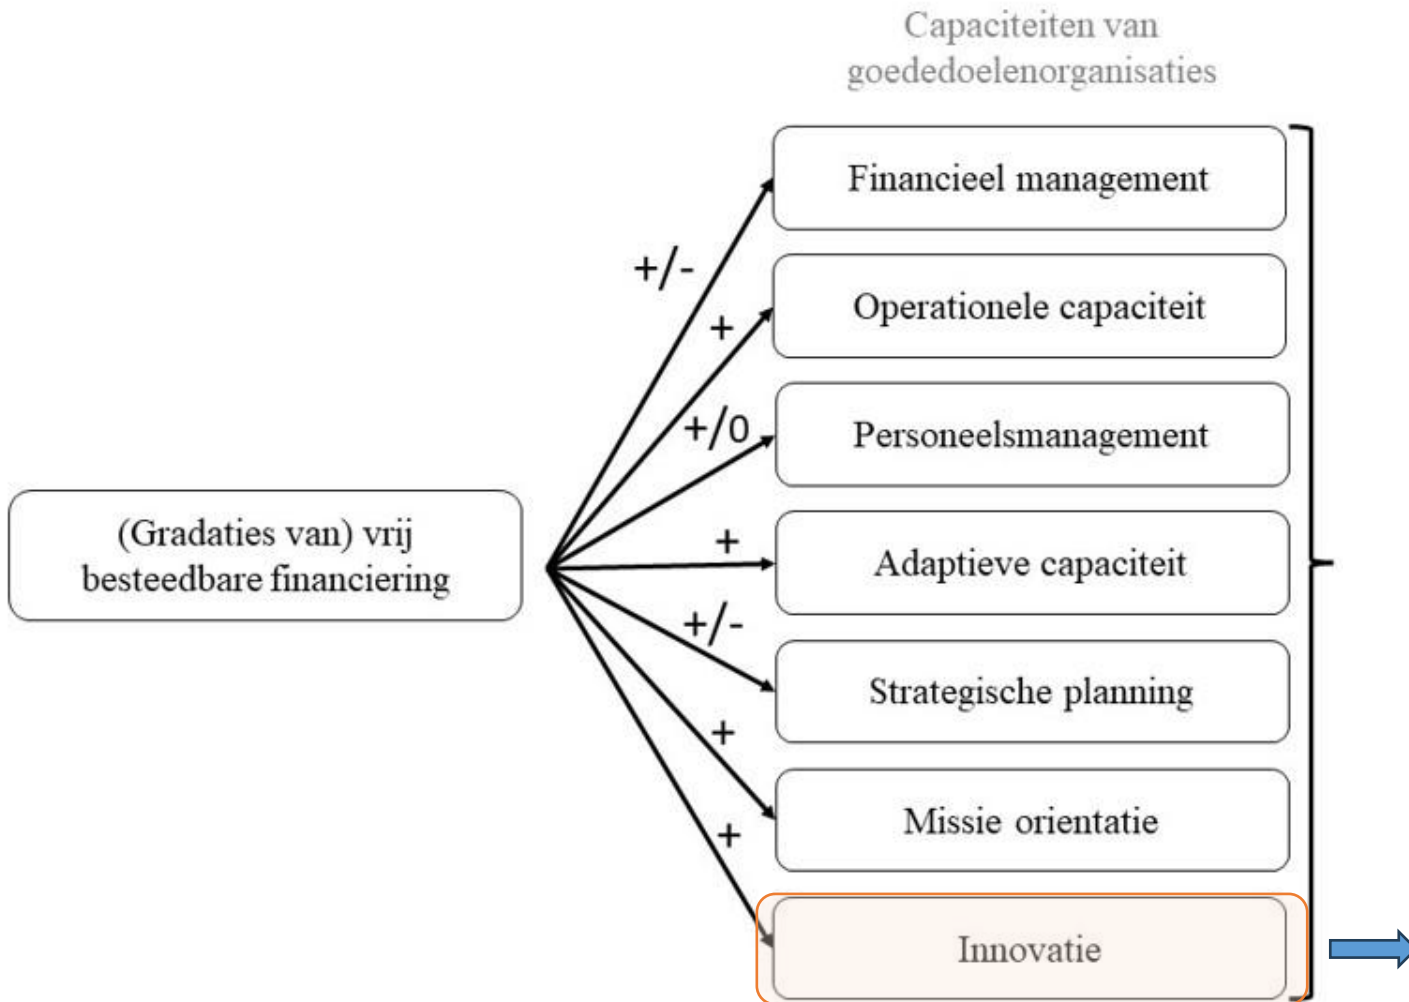 Capaciteiten van
goededoelenorganisaties
Financieel management
+/-
Operationele capaciteit
+
Personeelsmanagement
+/0
(Gradaties van) vrij
besteedbare financiering
Adaptieve capaciteit
+
Strategische planning
+/-
Missie orientatie
+
Innovatie
+